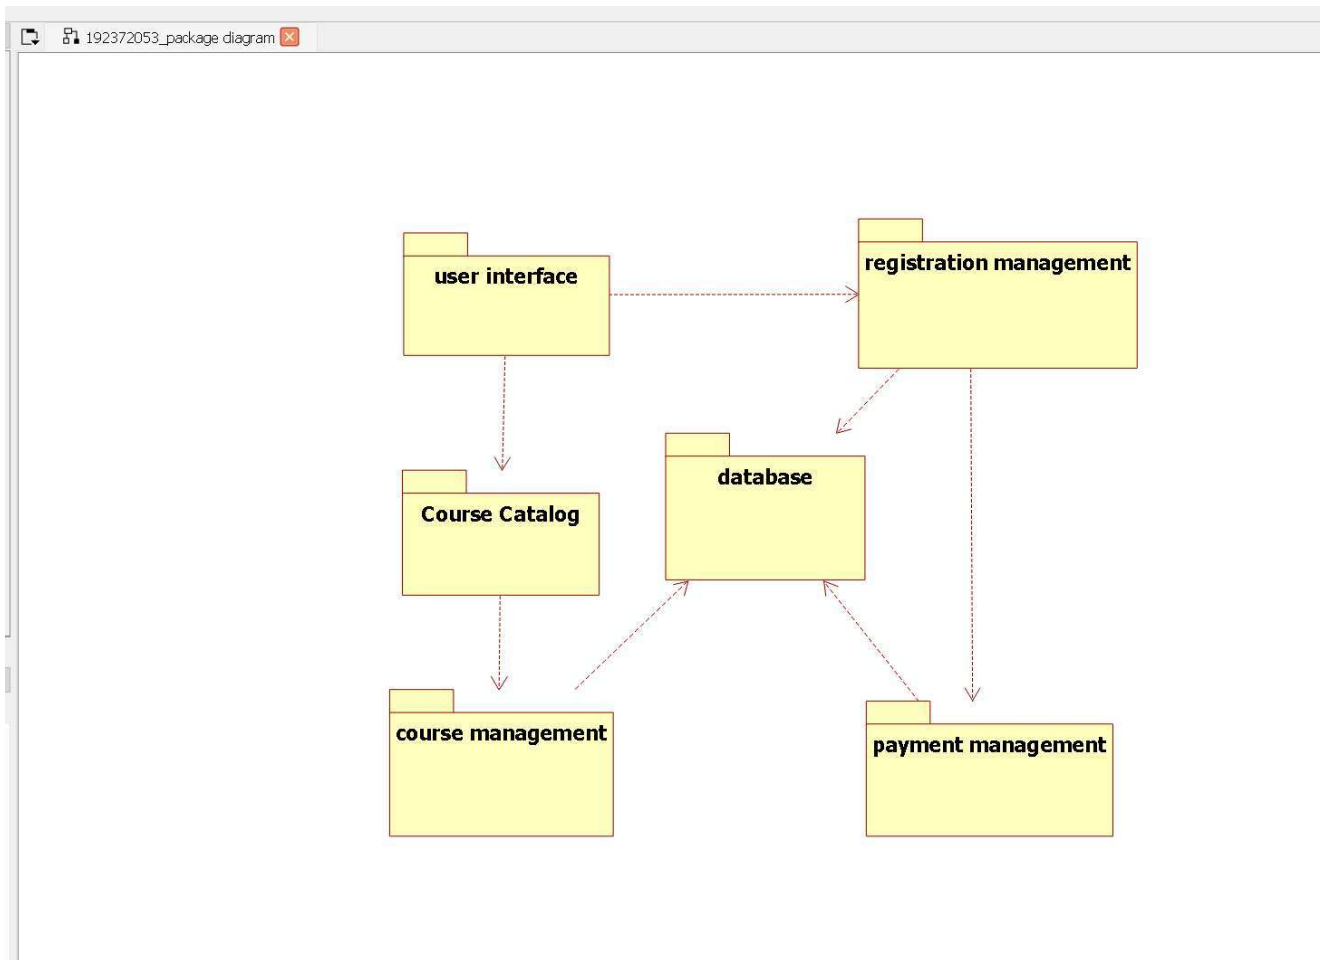 192372053_package diagram
user interface
registration management
database
Course Catalog
course management
payment management